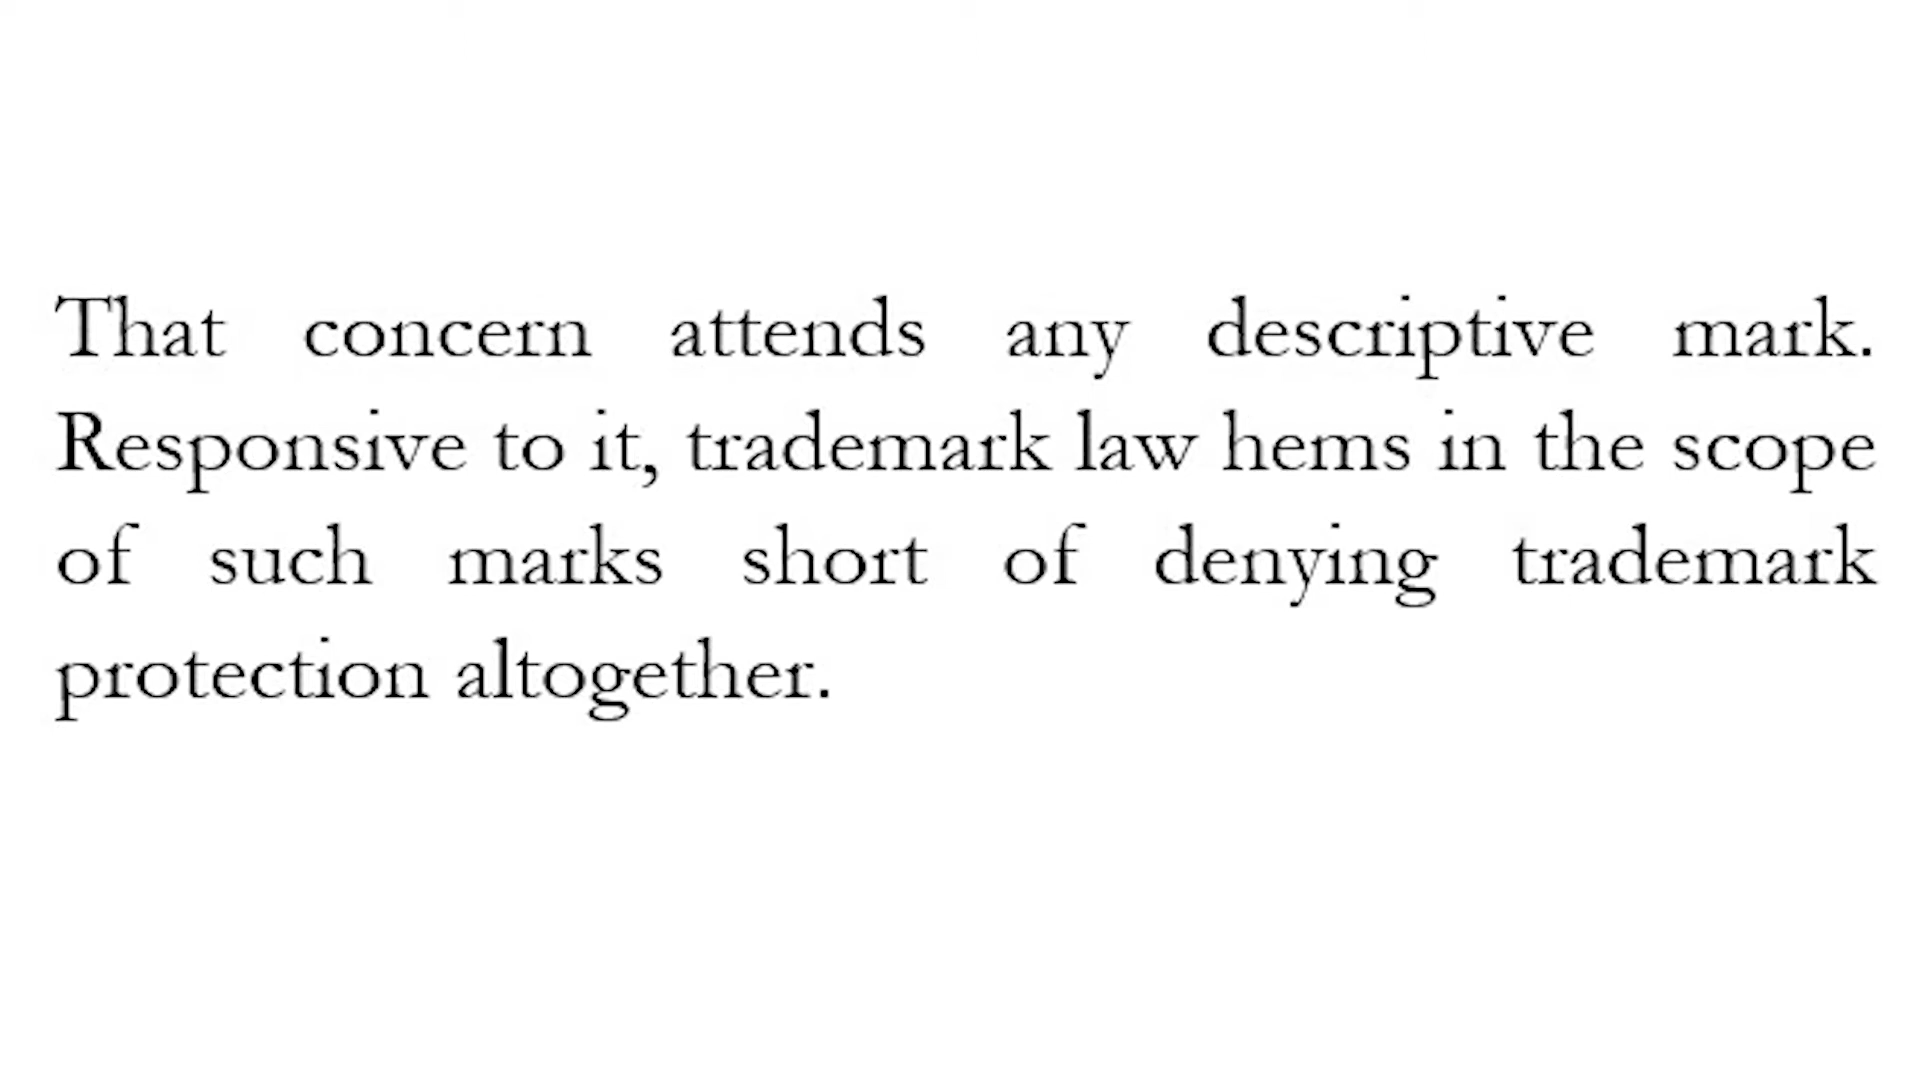 That concern attends any descriptive mark.
Responsive to it, trademark law hems in the scope
of such marks short of denying trademark
protection altogether.